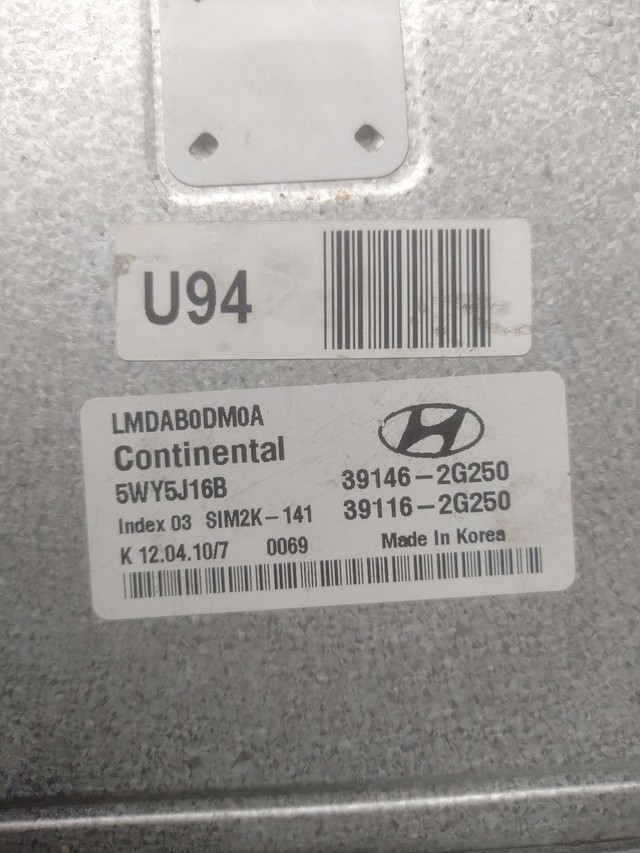 U94
LMDAB0DM0A
Continental
5WY5J16B
39146-2G250
Index 03 SIM2K-141
39116-2G250
K 12.04.10/7 0069 Made In Korea